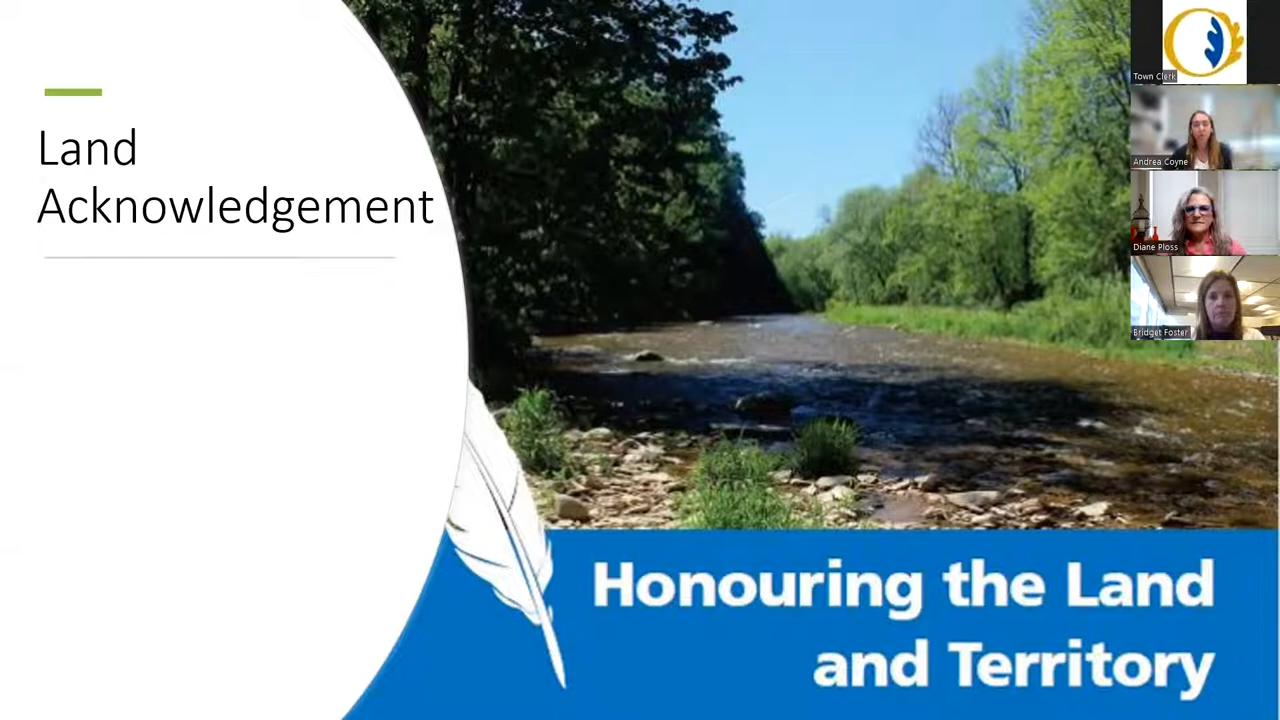 Land
Acknowledgement
Honouring the Land
and Territory
Town Clerk
Andrea Coyne
Diane Ploss
Bridget Foster